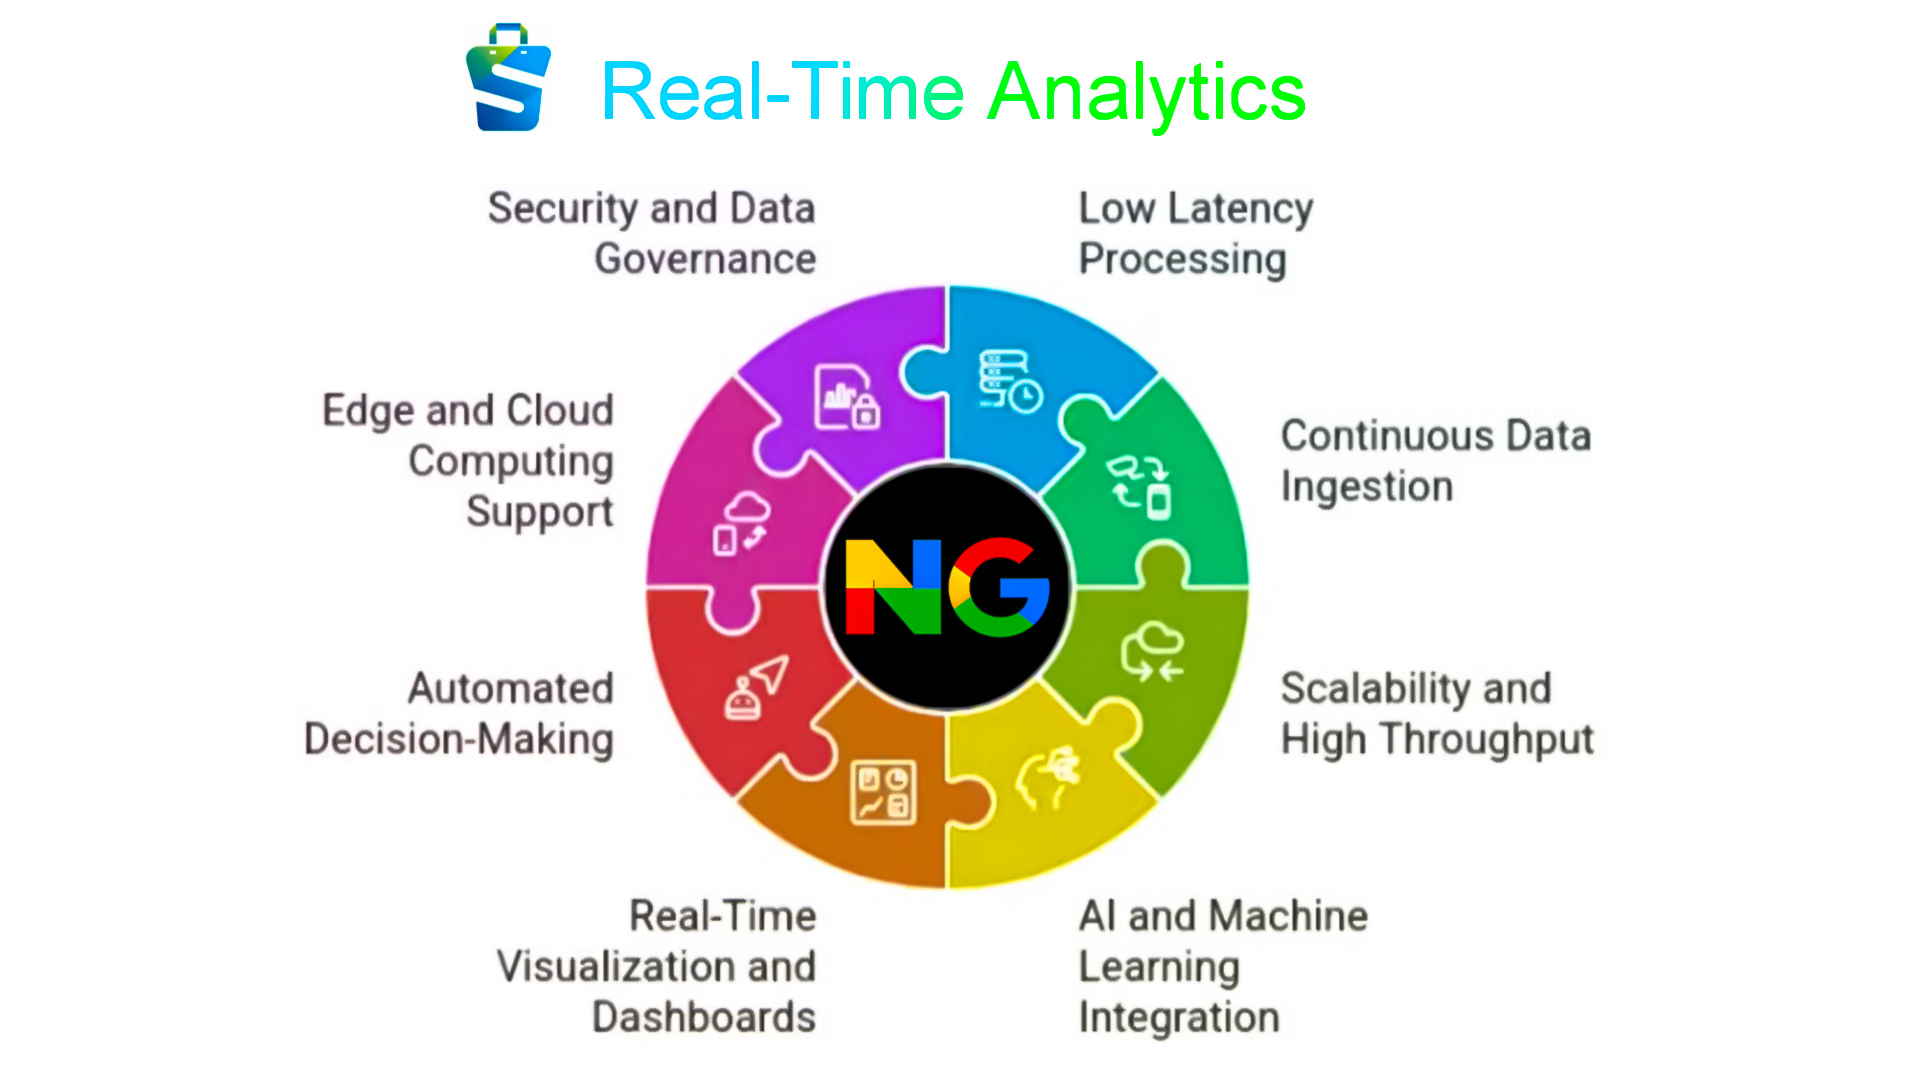 Real-Time Analytics
Security and Data
Governance
Low Latency
Processing
Edge and Cloud
Computing
Support
Continuous Data
Ingestion
NG
Automated
Decision-Making
Scalability and
High Throughput
Real-Time
Visualization and
Dashboards
AI and Machine
Learning
Integration